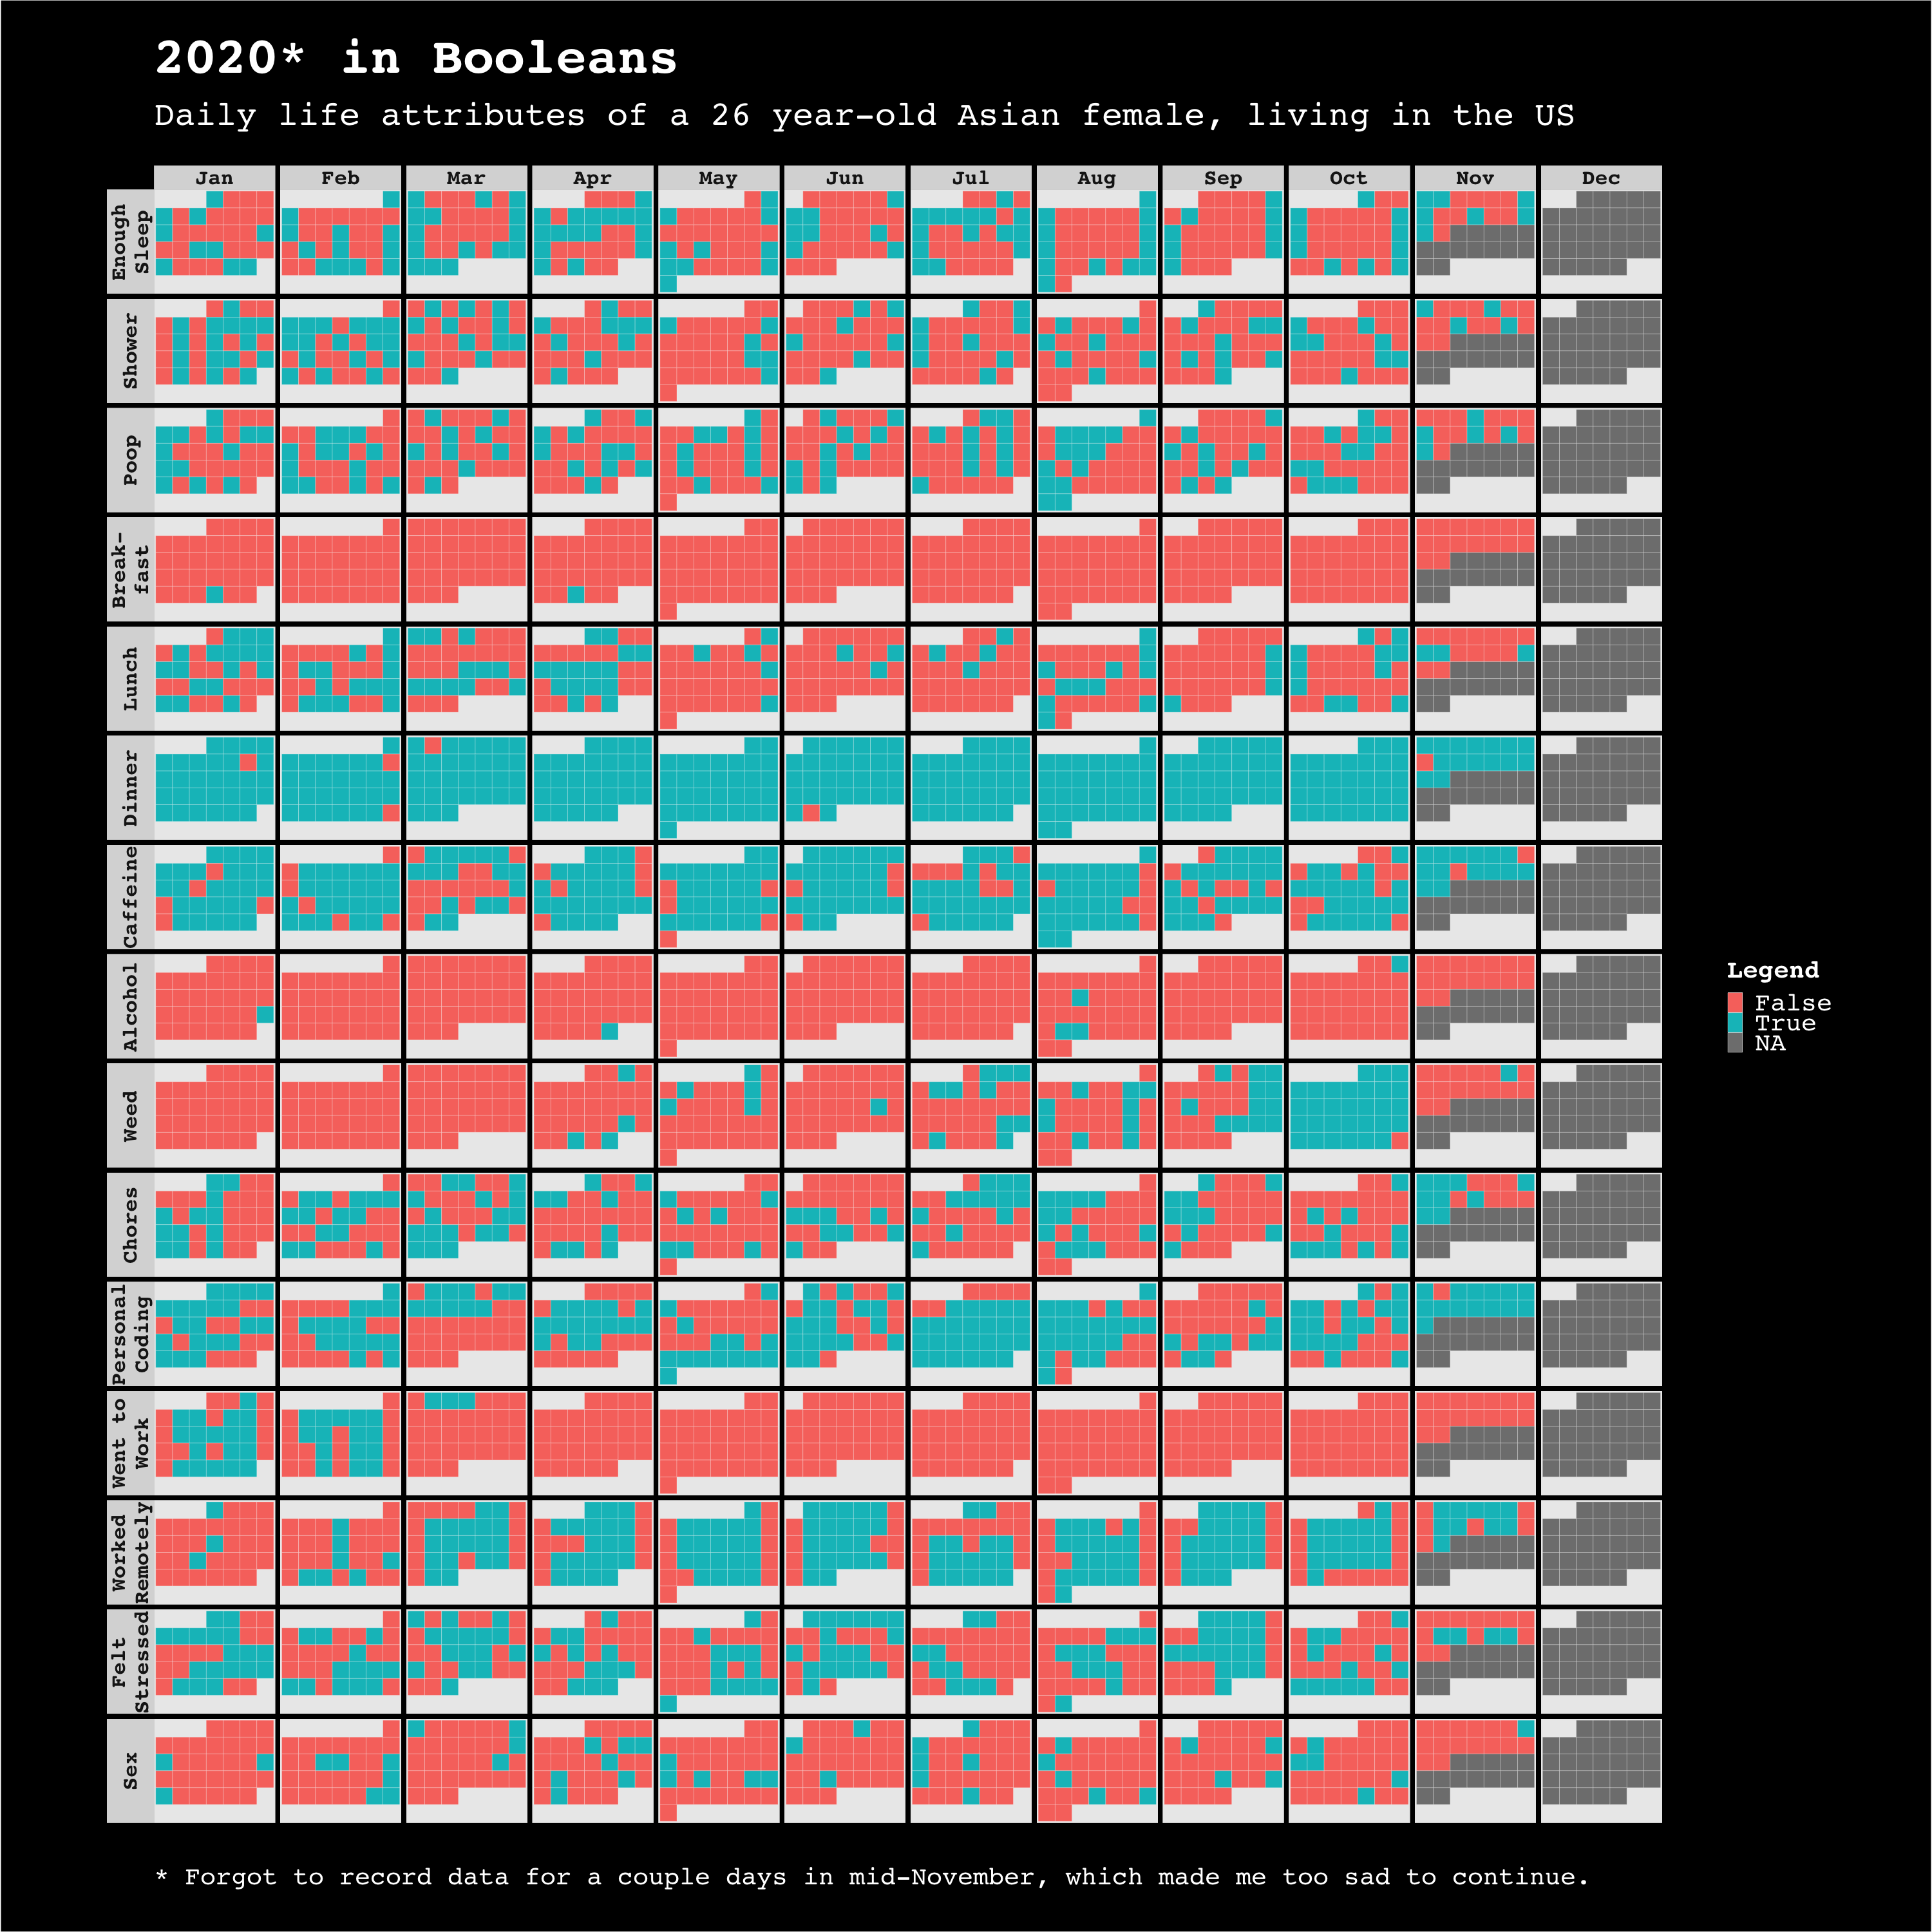 2020* in Booleans
Daily life attributes of a 26 year-old Asian female, living in the US
Jan Feb Mar Apr May Jun Jul Aug Sep Oct Nov Dec
Enough
Sleep
Shower
Poop
Break-
fast
Lunch
Dinner
Caffeine
Alcohol
Weed
Chores
Personal
Coding
Went to
Work
Worked
Remotely
Felt
Stressed
Sex
Legend
False
True
NA
* Forgot to record data for a couple days in mid-November, which made me too sad to continue.